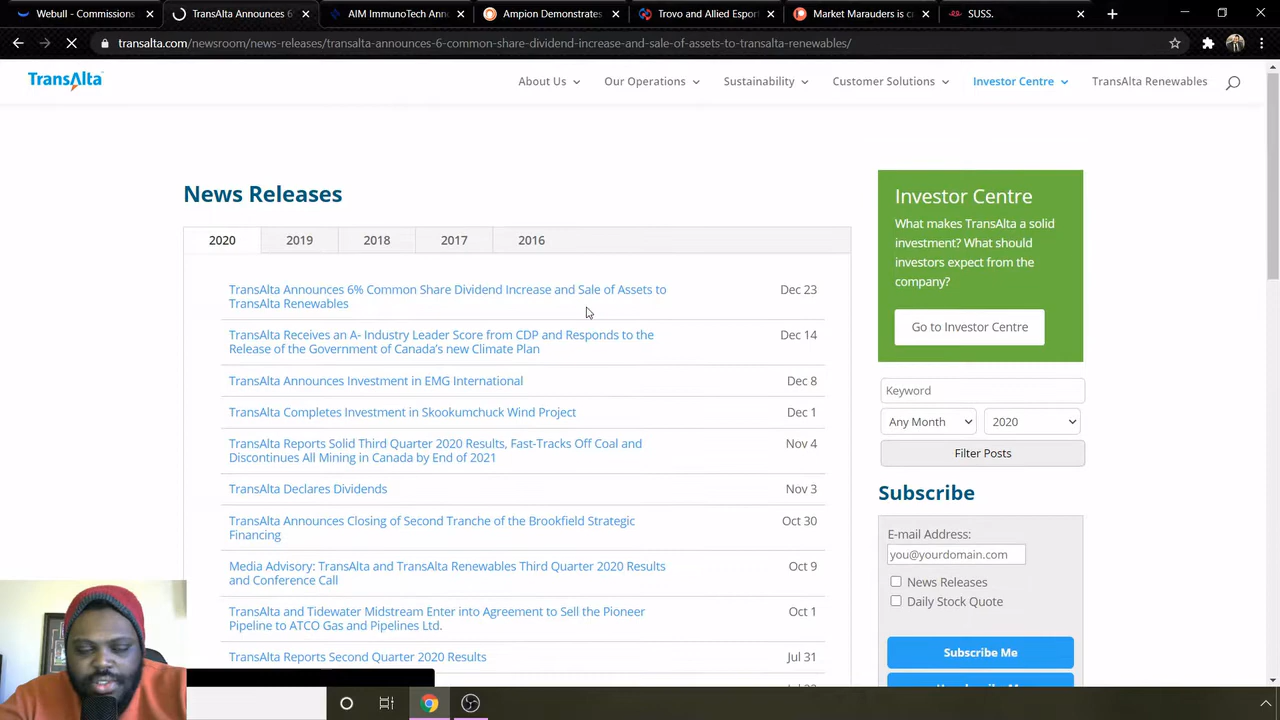 Webull - Commissions
TransAlta Announces 6
AIM ImmunoTech Ann
Ampion Demonstrates
Trovo and Allied Esport
Market Marauders is c
SUSS.
transalta.com/newsroom/news-releases/transalta-announces-6-common-share-dividend-increase-and-sale-of-assets-to-transalta-renewables/
TransAlta
About Us
Our Operations
Sustainability
Customer Solutions
Investor Centre
TransAlta Renewables
News Releases
2020
2019
2018
2017
2016
TransAlta Announces 6% Common Share Dividend Increase and Sale of Assets to
TransAlta Renewables
Dec 23
TransAlta Receives an A- Industry Leader Score from CDP and Responds to the
Release of the Government of Canada's new Climate Plan
Dec 14
TransAlta Announces Investment in EMG International
Dec 8
TransAlta Completes Investment in Skookumchuck Wind Project
Dec 1
TransAlta Reports Solid Third Quarter 2020 Results, Fast-Tracks Off Coal and
Discontinues All Mining in Canada by End of 2021
Nov 4
TransAlta Declares Dividends
Nov 3
TransAlta Announces Closing of Second Tranche of the Brookfield Strategic
Financing
Oct 30
Media Advisory: TransAlta and TransAlta Renewables Third Quarter 2020 Results
and Conference Call
Oct 9
TransAlta and Tidewater Midstream Enter into Agreement to Sell the Pioneer
Pipeline to ATCO Gas and Pipelines Ltd.
Oct 1
TransAlta Reports Second Quarter 2020 Results
Jul 31
Investor Centre
What makes TransAlta a solid
investment? What should
investors expect from the
company?
Go to Investor Centre
Keyword
Any Month
2020
Filter Posts
Subscribe
E-mail Address:
you@yourdomain.com
News Releases
Daily Stock Quote
Subscribe Me